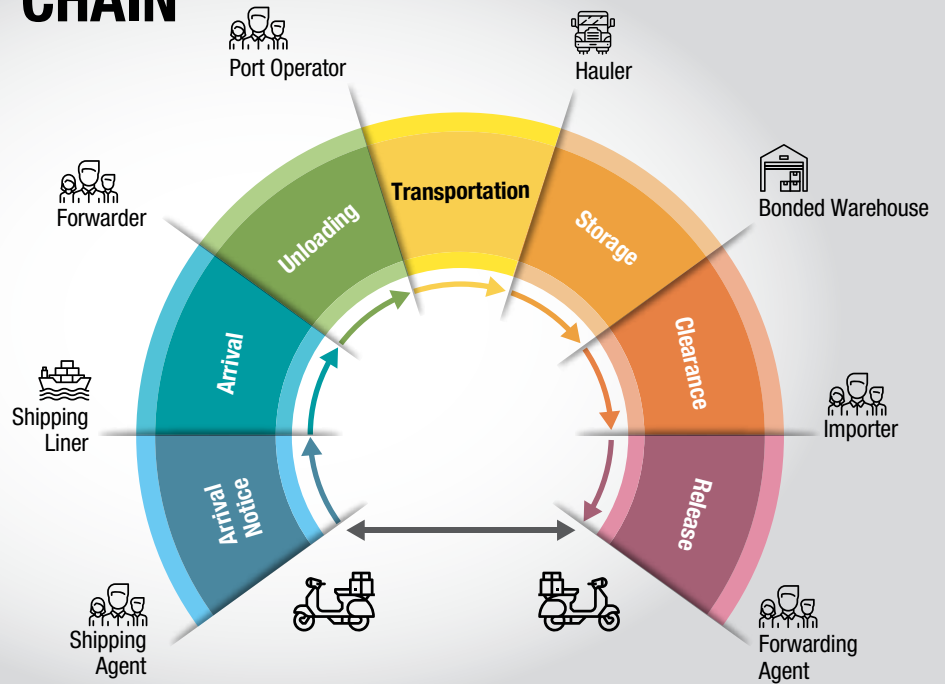 CHAIN
Port Operator
Hauler
Forwarder
Bonded Warehouse
Shipping
Liner
Importer
Shipping
Agent
Forwarding
Agent
Arrival
Notice
Arrival
Unloading
Transportation
Storage
Clearance
Release